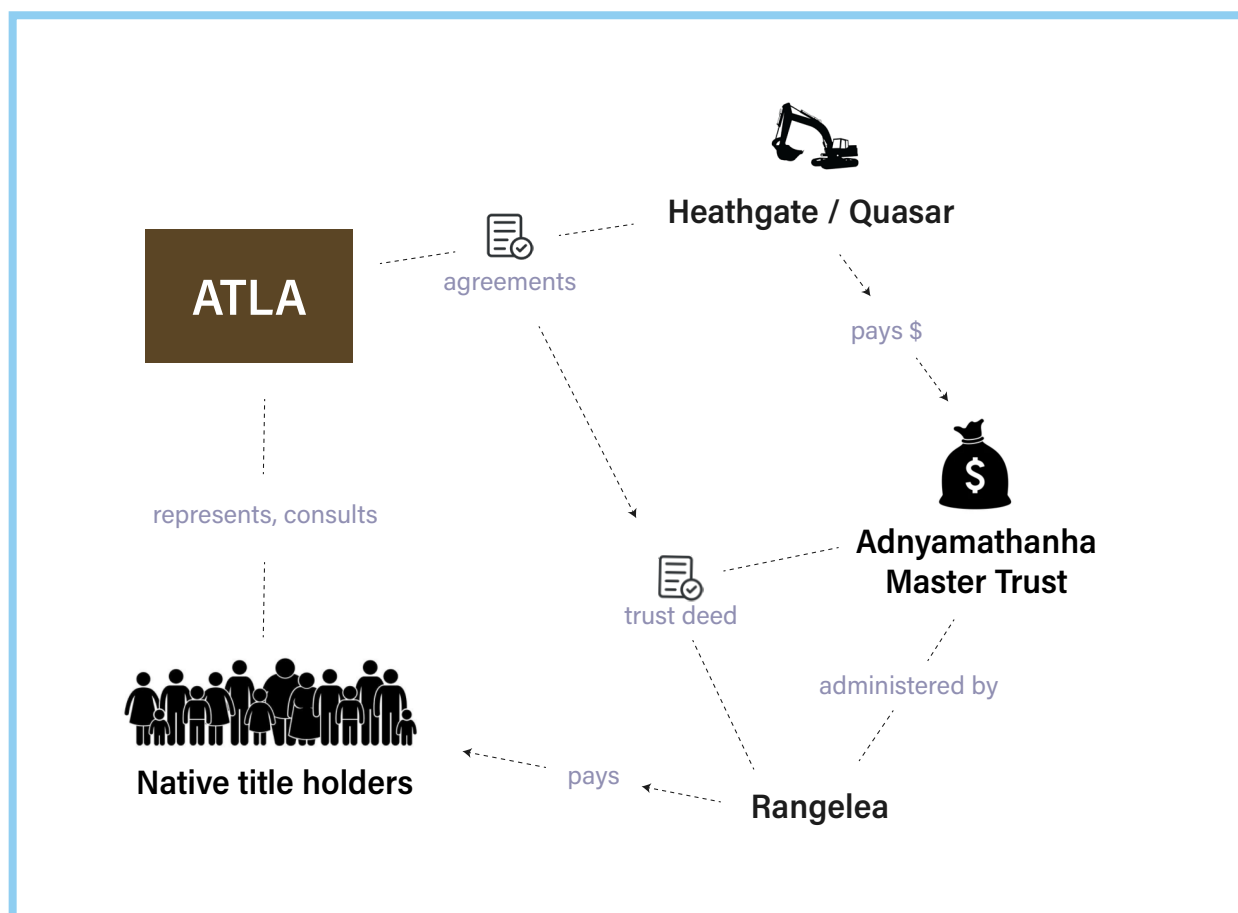 Heathgate / Quasar
ATLA
agreements
pays $
$
represents, consults
Adnyamathanha
Master Trust
trust deed
administered by
Native title holders
pays
Rangelea